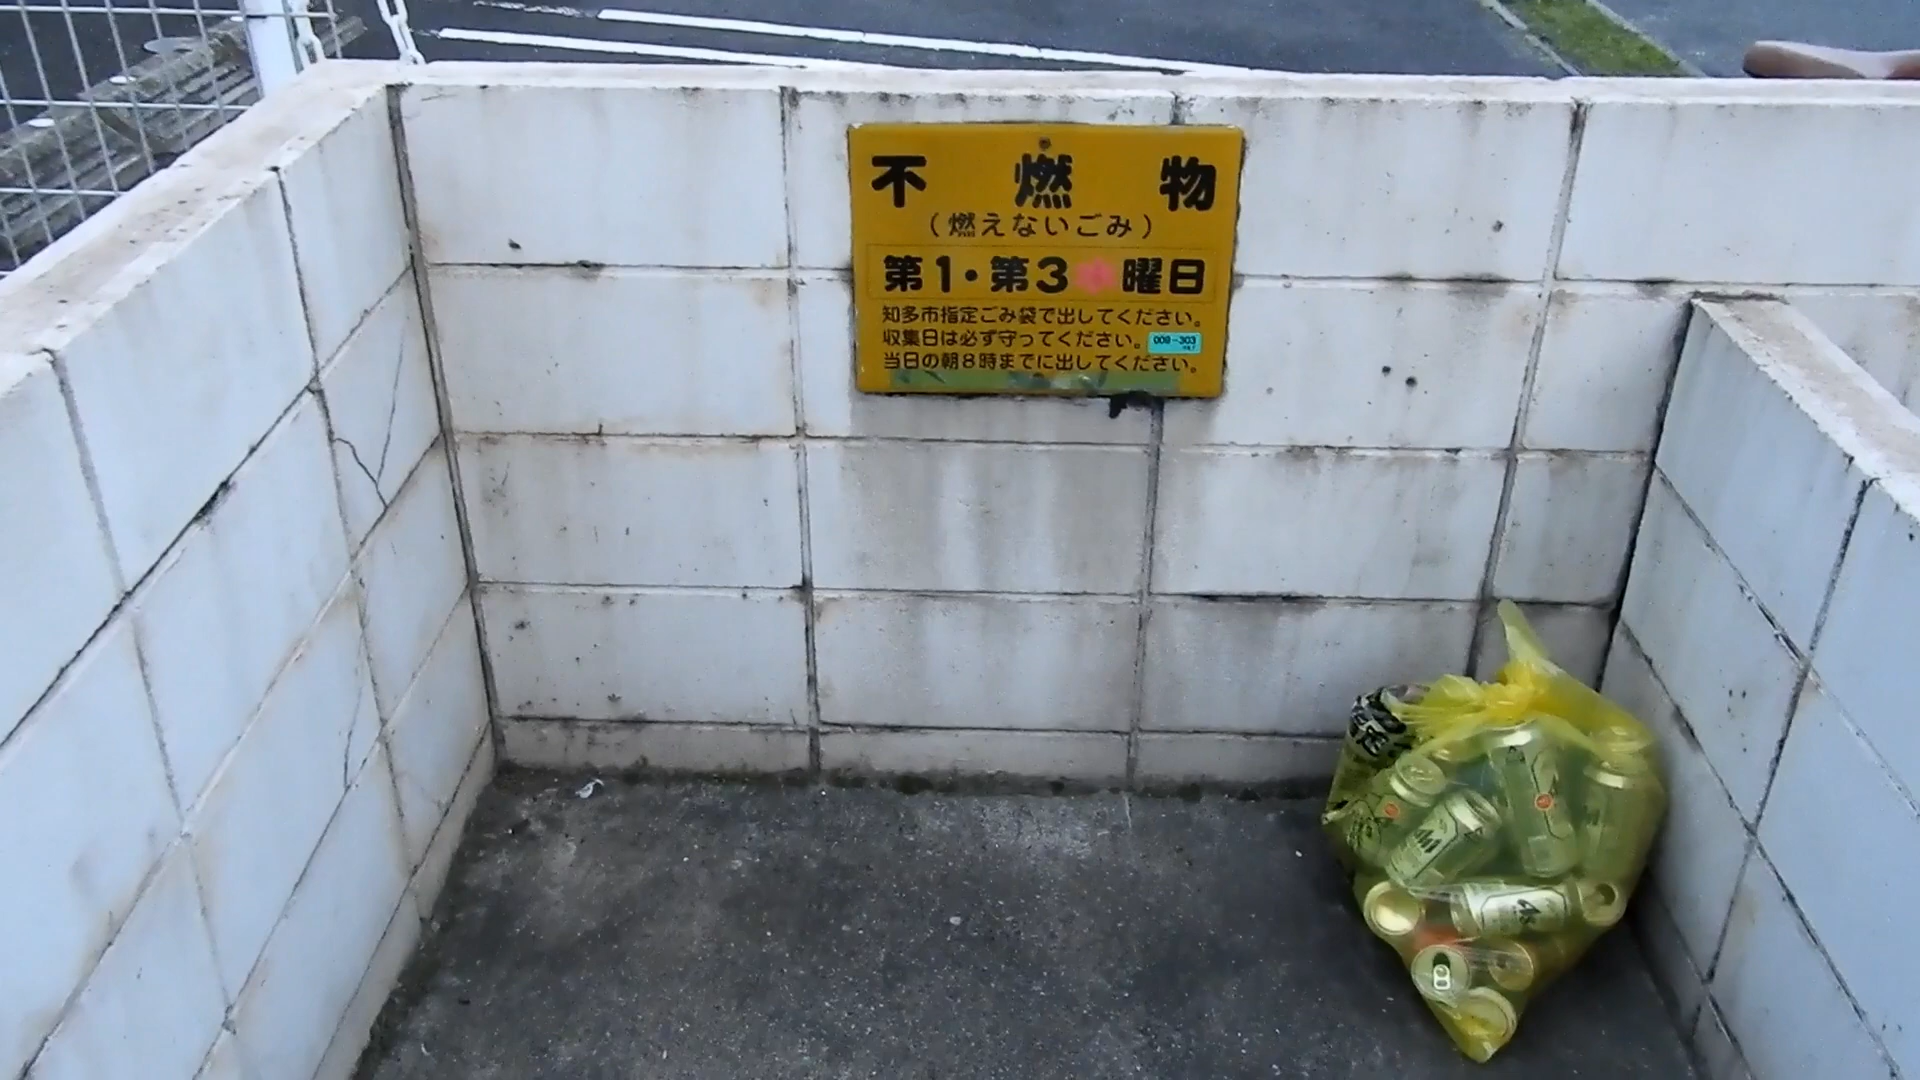 不燃物
(燃えないごみ)
第1・第3水曜日
知多市指定ごみ袋で出してください。
収集日は必ず守ってください。
009-303
当日の朝8時までに出してください。